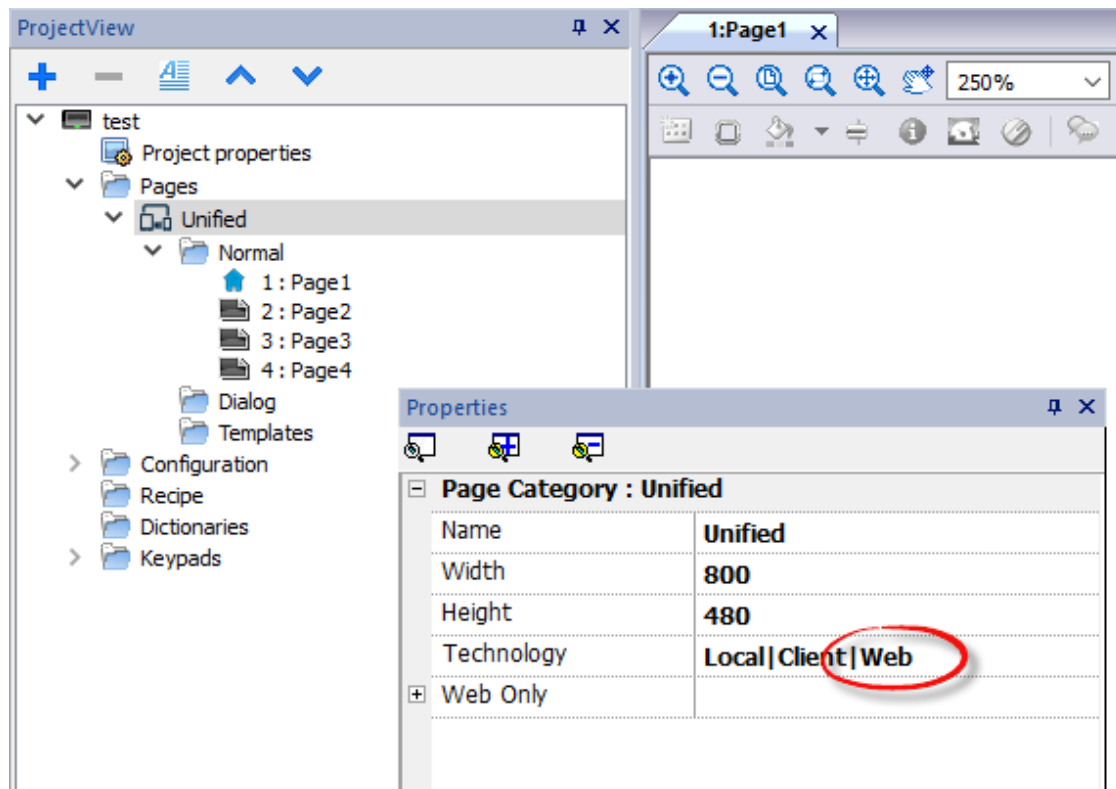 ProjectView
1:Page1
250%
test
Project properties
Pages
Unified
Normal
1 : Page1
2 : Page2
3 : Page3
4 : Page4
Dialog
Templates
Configuration
Recipe
Dictionaries
Keypads
Properties
Page Category : Unified
Name Unified
Width 800
Height 480
Technology Local|Client|Web
Web Only